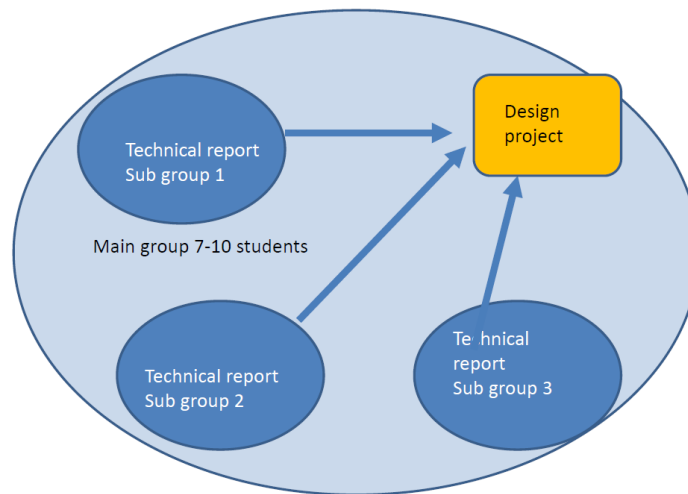 Technical report
Sub group 1
Design
project
Main group 7-10 students
Technical report
Sub group 2
Technical
report
Sub group 3